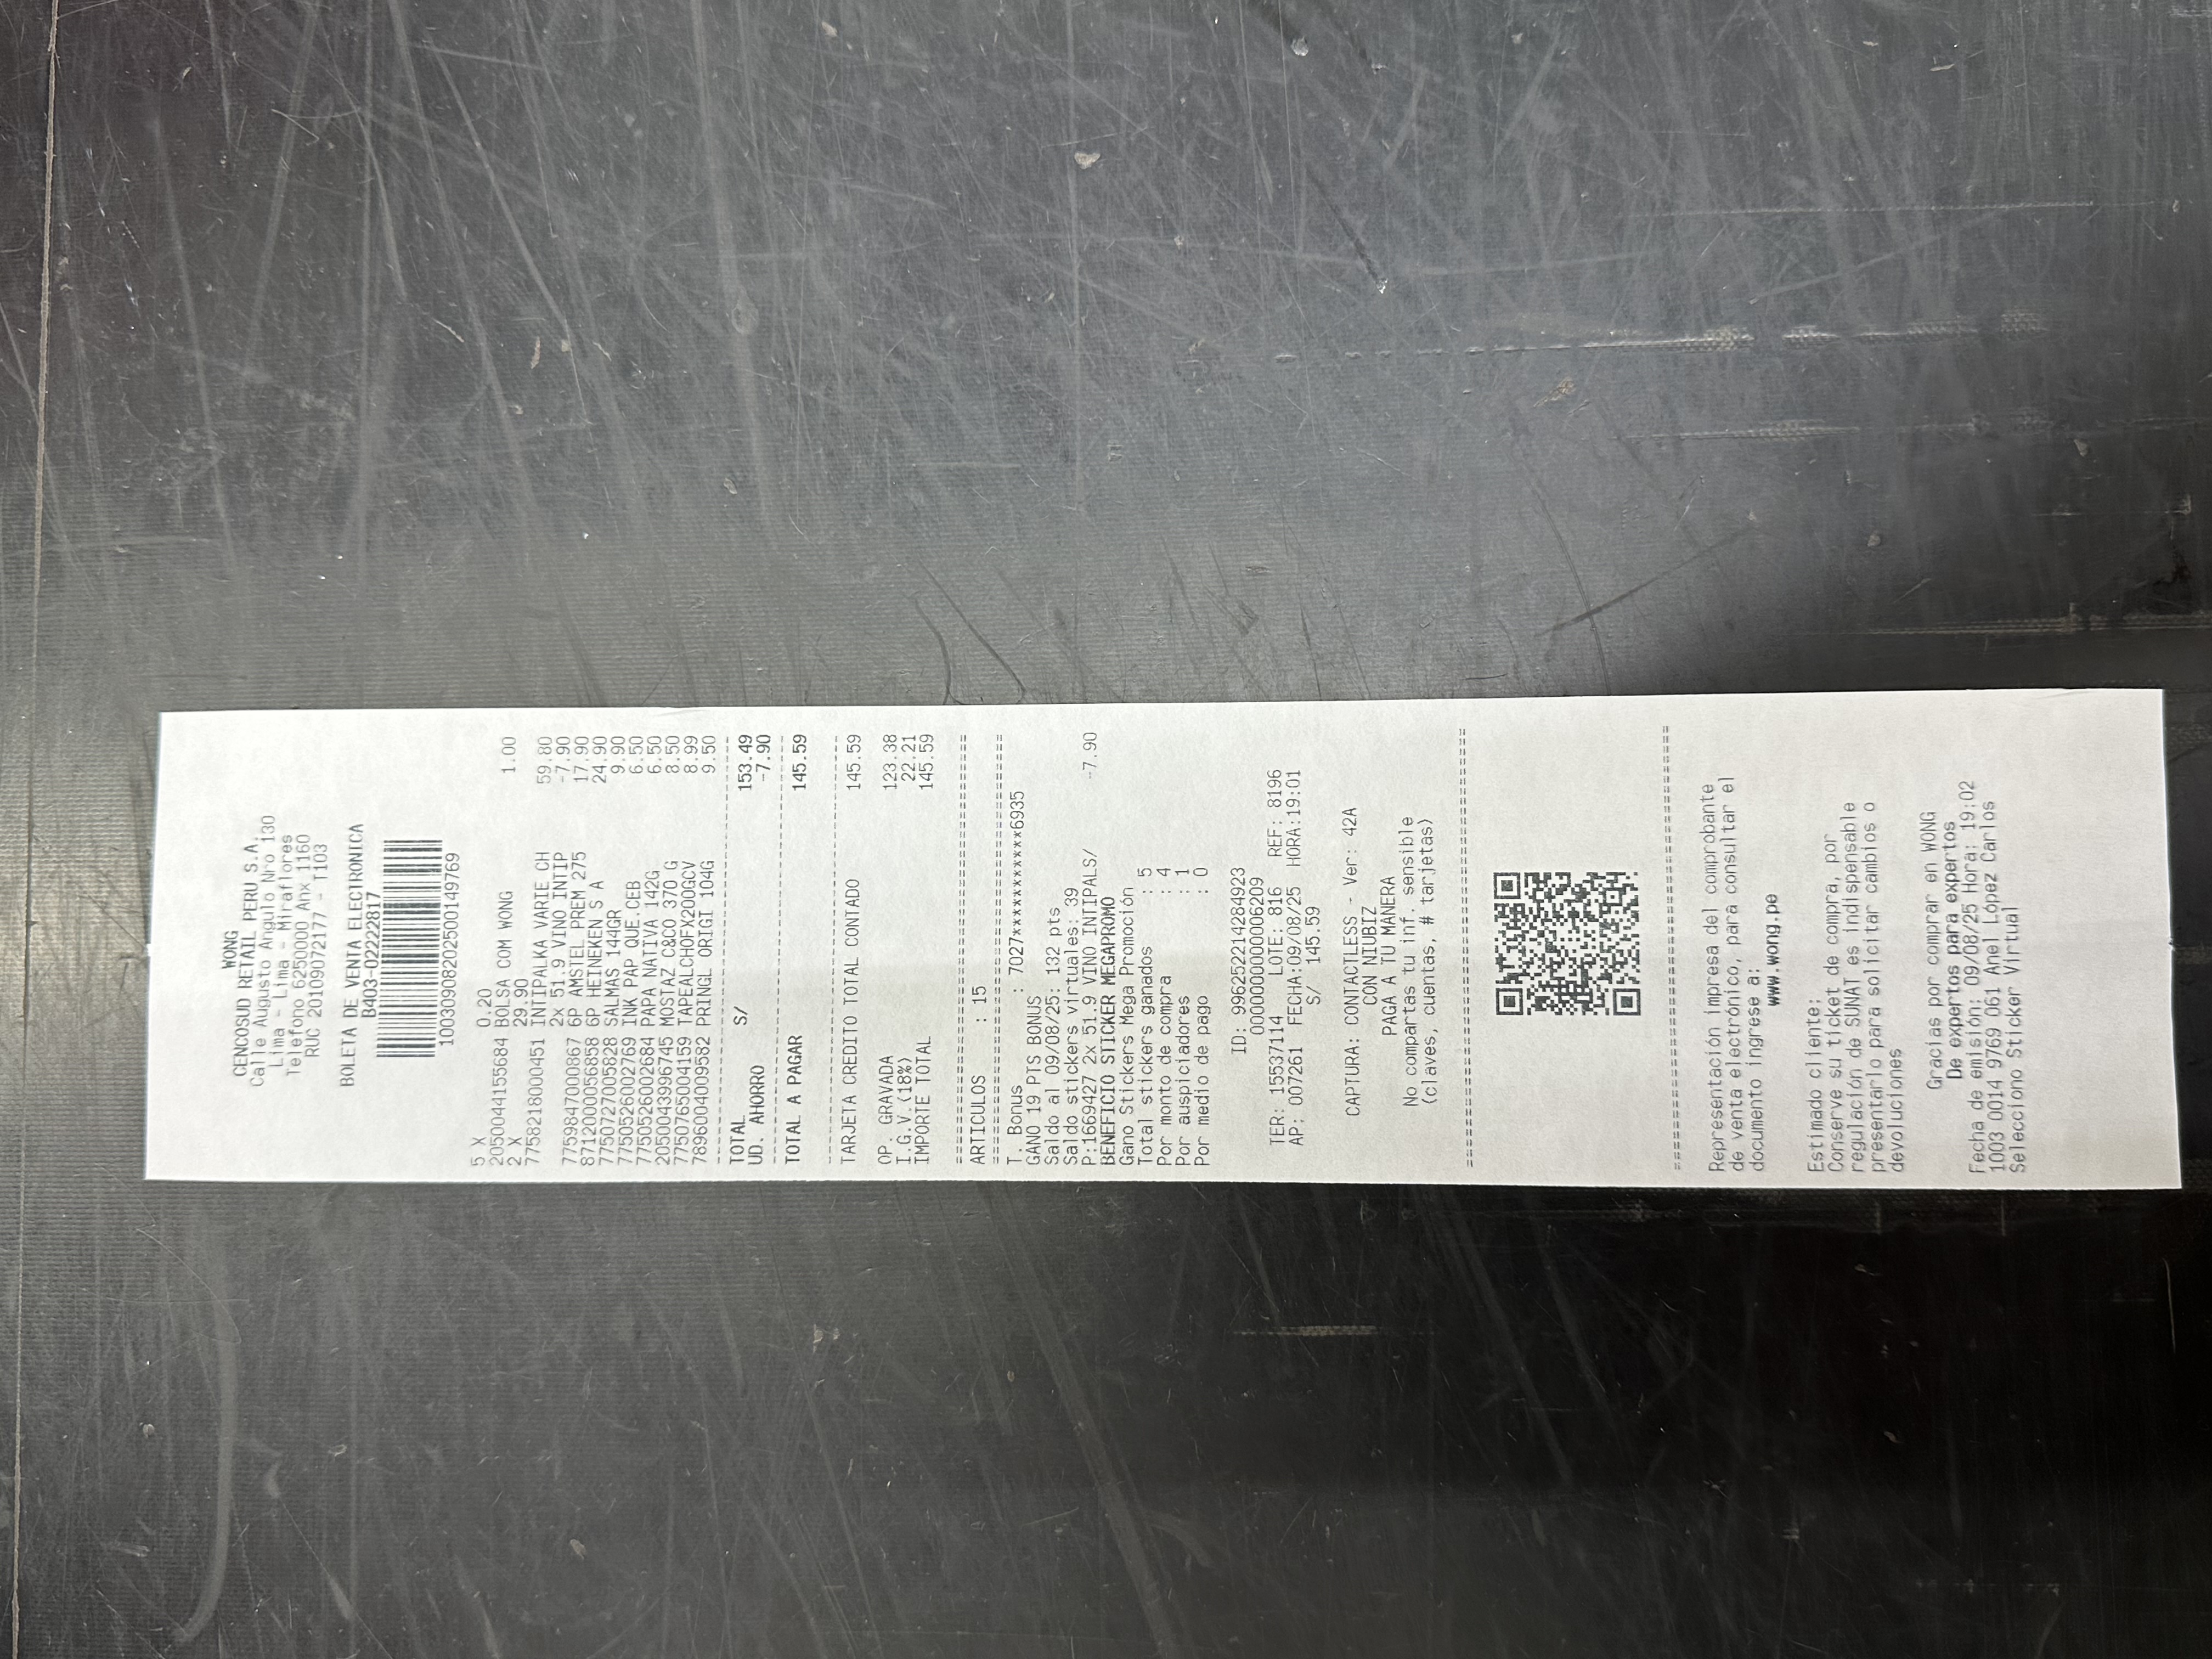 WONG
CENCOSUD RETAIL PERU S.A.
Calle Augusto Angulo Nro 130
Lima - Lima - Miraflores
Telefono 6250000 Anx 1160
RUC 20109072177 - T103
BOLETA DE VENTA ELECTRONICA
B403-02222817
10030908202500149769
5 X 0.20
2050044155684 BOLSA COM WONG 1.00
2 X 29.90
7758218000451 INTIPALKA VARIE CH 59.80
2x 51.9 VINO INTIP -7.90
7759847000867 6P AMSTEL PREM 275 17.90
8712000056858 6P HEINEKEN S A 24.90
7750727005828 SALMAS 144GR 9.90
7750526002769 INK PAP QUE.CEB 6.50
7750526002684 PAPA NATIVA 142G 6.50
2050043996745 MOSTAZ C&CO 370 G 8.50
7750765004159 TAPEALCHOFX200GCV 8.99
7896004009582 PRINGL ORIGI 104G 9.50
------------------------------------------------
TOTAL S/ 153.49
UD. AHORRO -7.90
------------------------------------------------
TOTAL A PAGAR 145.59
------------------------------------------------
TARJETA CREDITO TOTAL CONTADO 145.59
OP. GRAVADA 123.38
I.G.V.(18%) 22.21
IMPORTE TOTAL 145.59
================================================
ARTICULOS : 15
================================================
T. Bonus : 7027***********6935
GANO 19 PTS BONUS
Saldo al 09/08/25: 132 pts
Saldo stickers virtuales: 39
P:1669427 2x 51.9 VINO INTIPALS/ -7.90
BENEFICIO STICKER MEGAPROMO
Gano Stickers Mega Promoción
Total stickers ganados : 5
Por monto de compra : 4
Por auspiciadores : 1
Por medio de pago : 0
ID: 996252214284923
0000000000006209
TER: 15537114 LOTE: 816 REF: 8196
AP: 007261 FECHA:09/08/25 HORA:19:01
S/ 145.59
CAPTURA: CONTACTLESS - Ver: 42A
CON NIUBIZ
PAGA A TU MANERA
No compartas tu inf. sensible
(claves, cuentas, # tarjetas)
================================================
================================================
Representación impresa del comprobante
de venta electrónico, para consultar el
documento ingrese a:
www.wong.pe
Estimado cliente:
Conserve su ticket de compra, por
regulación de SUNAT es indispensable
presentarlo para solicitar cambios o
devoluciones
Gracias por comprar en WONG
De expertos para expertos
Fecha de emisión: 09/08/25 Hora: 19:02
1003 0014 9769 061 Anel López Carlos
Selecciono Sticker Virtual